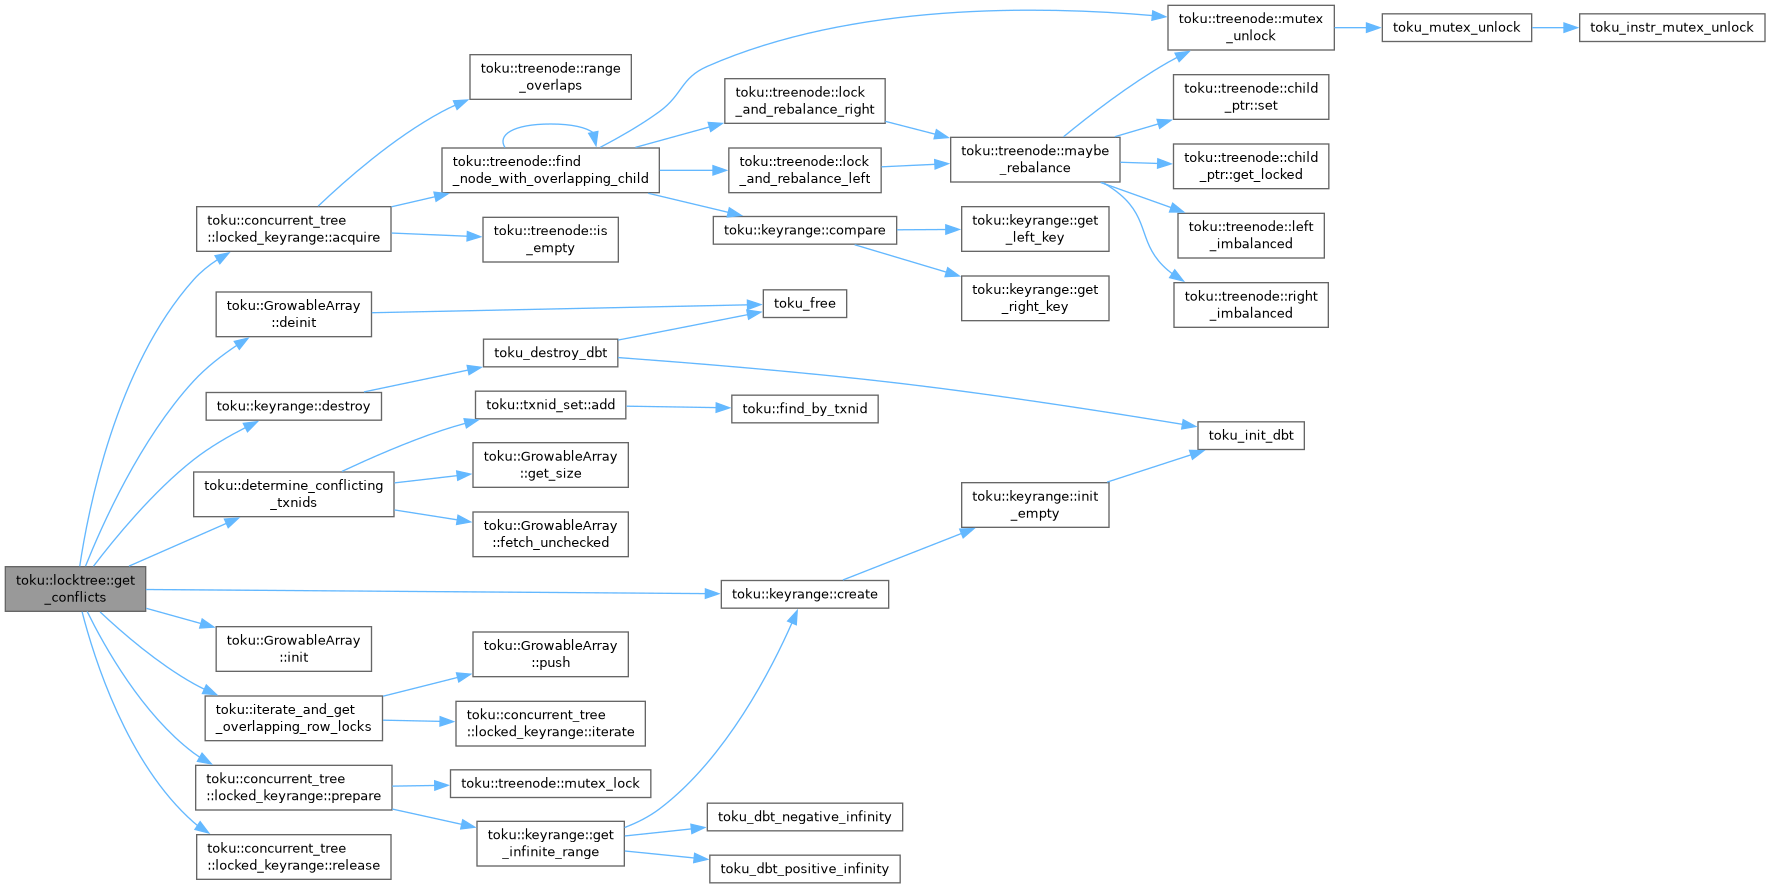 toku::locktree::get
_conflicts
toku::concurrent_tree
::locked_keyrange::acquire
toku::treenode::range
_overlaps
toku::treenode::find
_node_with_overlapping_child
toku::treenode::is
_empty
toku::treenode::lock
_and_rebalance_right
toku::treenode::lock
_and_rebalance_left
toku::keyrange::compare
toku::treenode::maybe
_rebalance
toku::keyrange::get
_left_key
toku::keyrange::get
_right_key
toku::treenode::mutex
_unlock
toku_mutex_unlock
toku_instr_mutex_unlock
toku::treenode::child
_ptr::set
toku::treenode::child
_ptr::get_locked
toku::treenode::left
_imbalanced
toku::treenode::right
_imbalanced
toku::GrowableArray
::deinit
toku_free
toku::keyrange::destroy
toku_destroy_dbt
toku_init_dbt
toku::determine_conflicting
_txnids
toku::txnid_set::add
toku::find_by_txnid
toku::GrowableArray
::get_size
toku::GrowableArray
::fetch_unchecked
toku::keyrange::create
toku::keyrange::init
_empty
toku::GrowableArray
::init
toku::iterate_and_get
_overlapping_row_locks
toku::GrowableArray
::push
toku::concurrent_tree
::locked_keyrange::iterate
toku::concurrent_tree
::locked_keyrange::prepare
toku::treenode::mutex_lock
toku::keyrange::get
_infinite_range
toku_dbt_negative_infinity
toku_dbt_positive_infinity
toku::concurrent_tree
::locked_keyrange::release